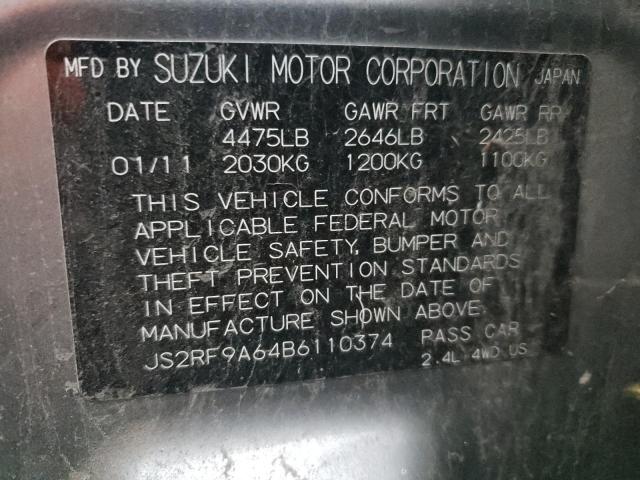 MFD BY SUZUKI MOTOR CORPORATION JAPAN
DATE GVWR GAWR FRT GAWR RR
4475LB 2646LB 2425LB
01/11 2030KG 1200KG 1100KG
THIS VEHICLE CONFORMS TO ALL
APPLICABLE FEDERAL MOTOR
VEHICLE SAFETY, BUMPER AND
THEFT PREVENTION STANDARDS
IN EFFECT ON THE DATE OF
MANUFACTURE SHOWN ABOVE.
JS2RF9A64B6110374 PASS CAR
2.4L 4WD US